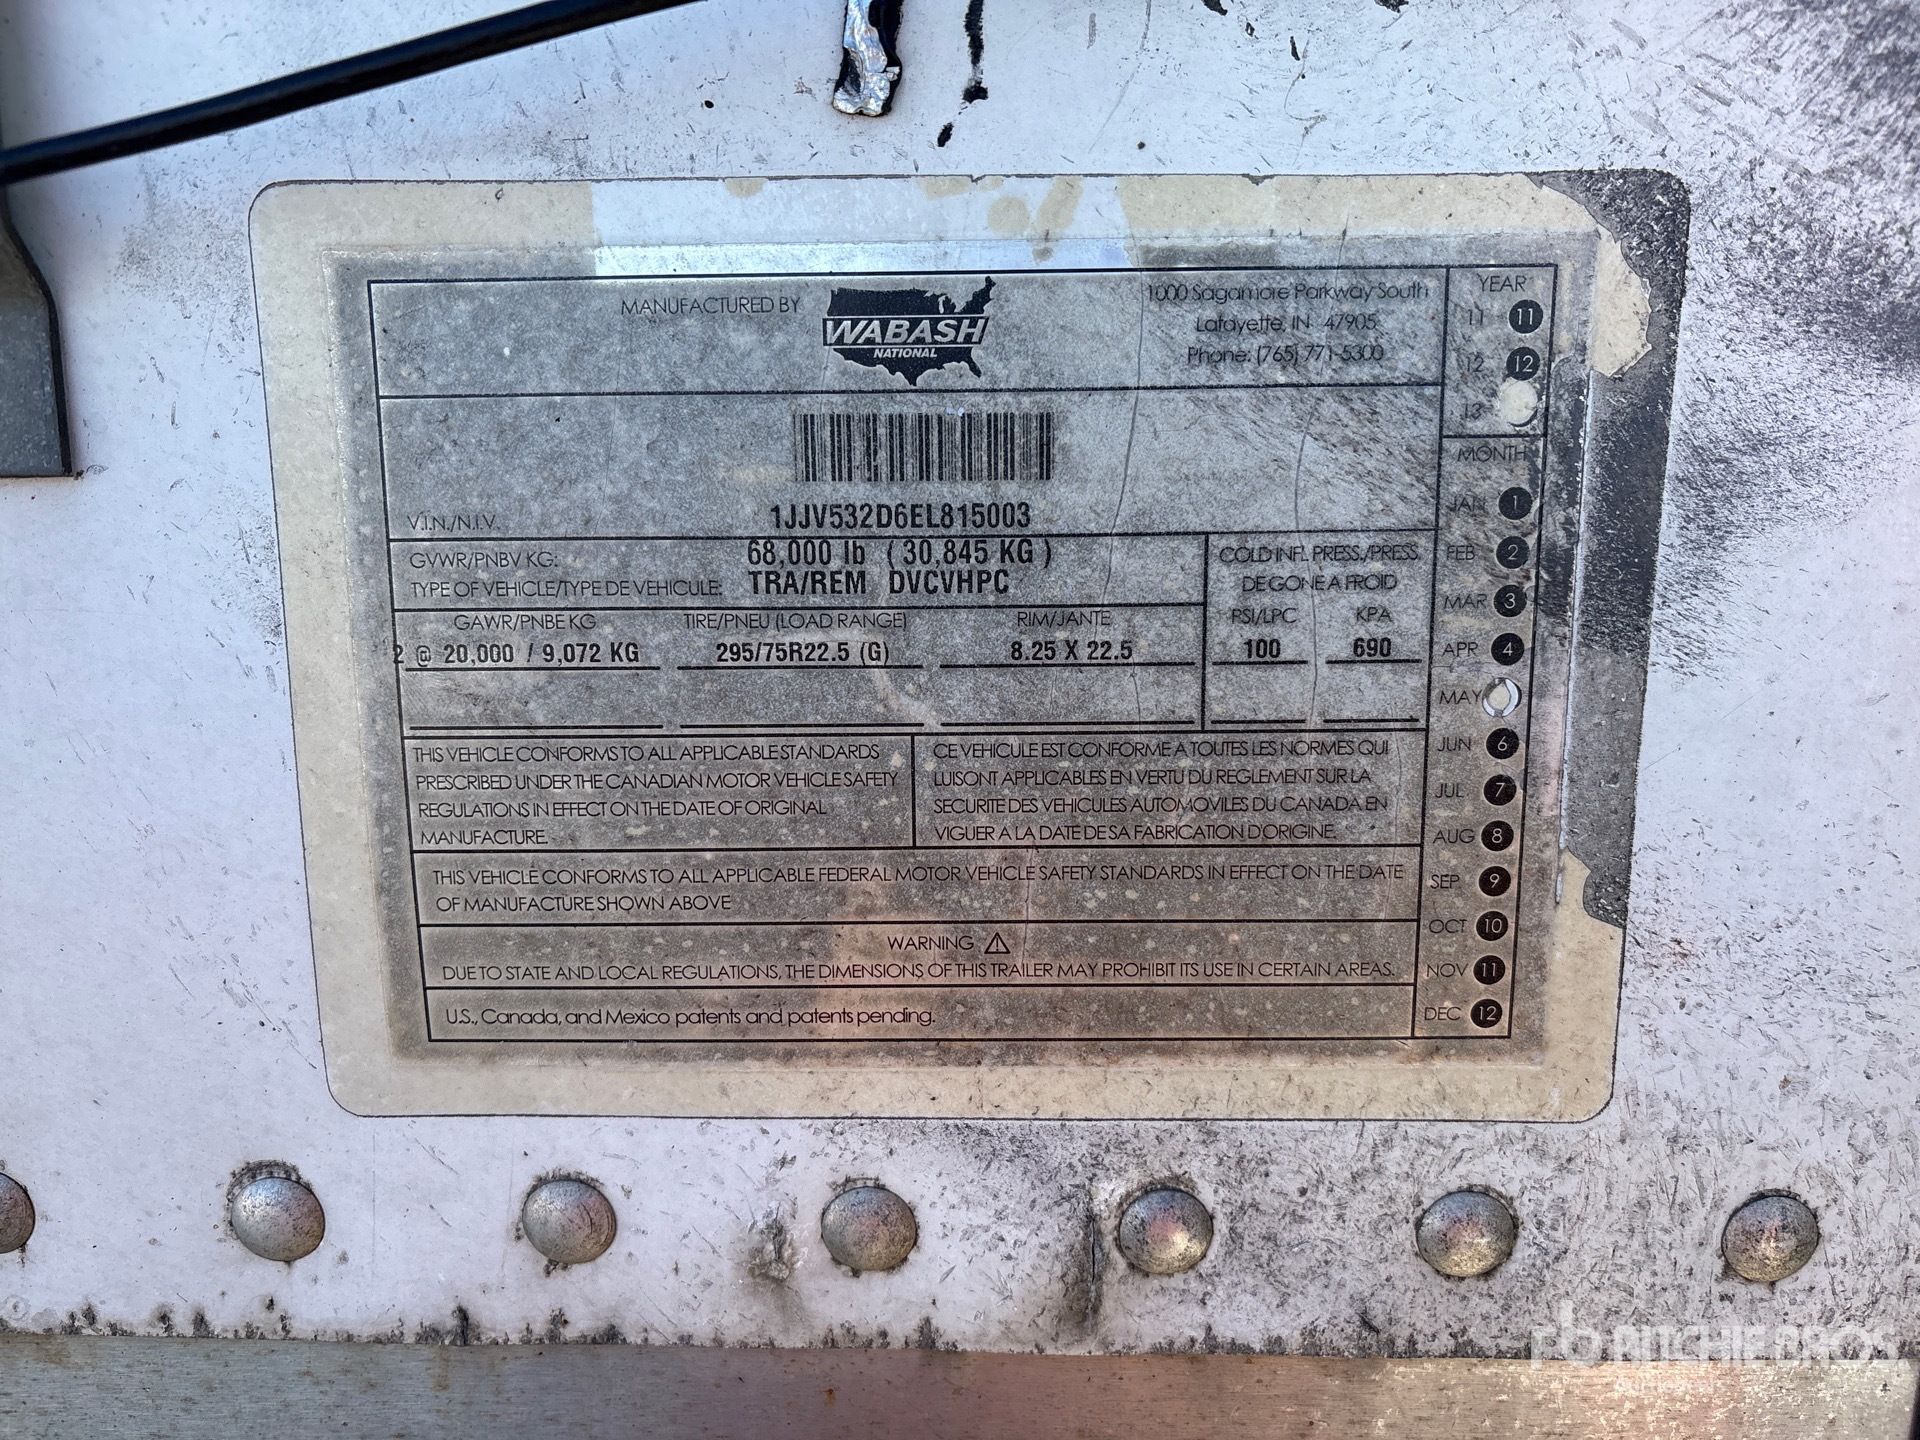 MANUFACTURED BY
WABASH
NATIONAL
1000 Sagamore Parkway South
Lafayette, IN 47905
Phone: (765) 771-5300
YEAR
11 11
12 12
13
V.I.N./N.I.V. 1JJV532D6EL815003
GVWR/PNBV KG: 68,000 lb ( 30,845 KG )
TYPE OF VEHICLE/TYPE DE VEHICULE: TRA/REM DVCVHPC
COLD INFL. PRESS./PRESS.
DE GONE A FROID
GAWR/PNBE KG TIRE/PNEU (LOAD RANGE) RIM/JANTE PSI/LPC KPA
2 @ 20,000 / 9,072 KG 295/75R22.5 (G) 8.25 X 22.5 100 690
THIS VEHICLE CONFORMS TO ALL APPLICABLE STANDARDS
PRESCRIBED UNDER THE CANADIAN MOTOR VEHICLE SAFETY
REGULATIONS IN EFFECT ON THE DATE OF ORIGINAL
MANUFACTURE.
CE VEHICULE EST CONFORME A TOUTES LES NORMES QUI
LUISONT APPLICABLES EN VERTU DU REGLEMENT SUR LA
SECURITE DES VEHICULES AUTOMOVILES DU CANADA EN
VIGUER A LA DATE DE SA FABRICATION D'ORIGINE.
THIS VEHICLE CONFORMS TO ALL APPLICABLE FEDERAL MOTOR VEHICLE SAFETY STANDARDS IN EFFECT ON THE DATE
OF MANUFACTURE SHOWN ABOVE
WARNING
DUE TO STATE AND LOCAL REGULATIONS, THE DIMENSIONS OF THIS TRAILER MAY PROHIBIT ITS USE IN CERTAIN AREAS.
U.S., Canada, and Mexico patents and patents pending.
MONTH
JAN 1
FEB 2
MAR 3
APR 4
MAY
JUN 6
JUL 7
AUG 8
SEP 9
OCT 10
NOV 11
DEC 12
rb RITCHIE BROS